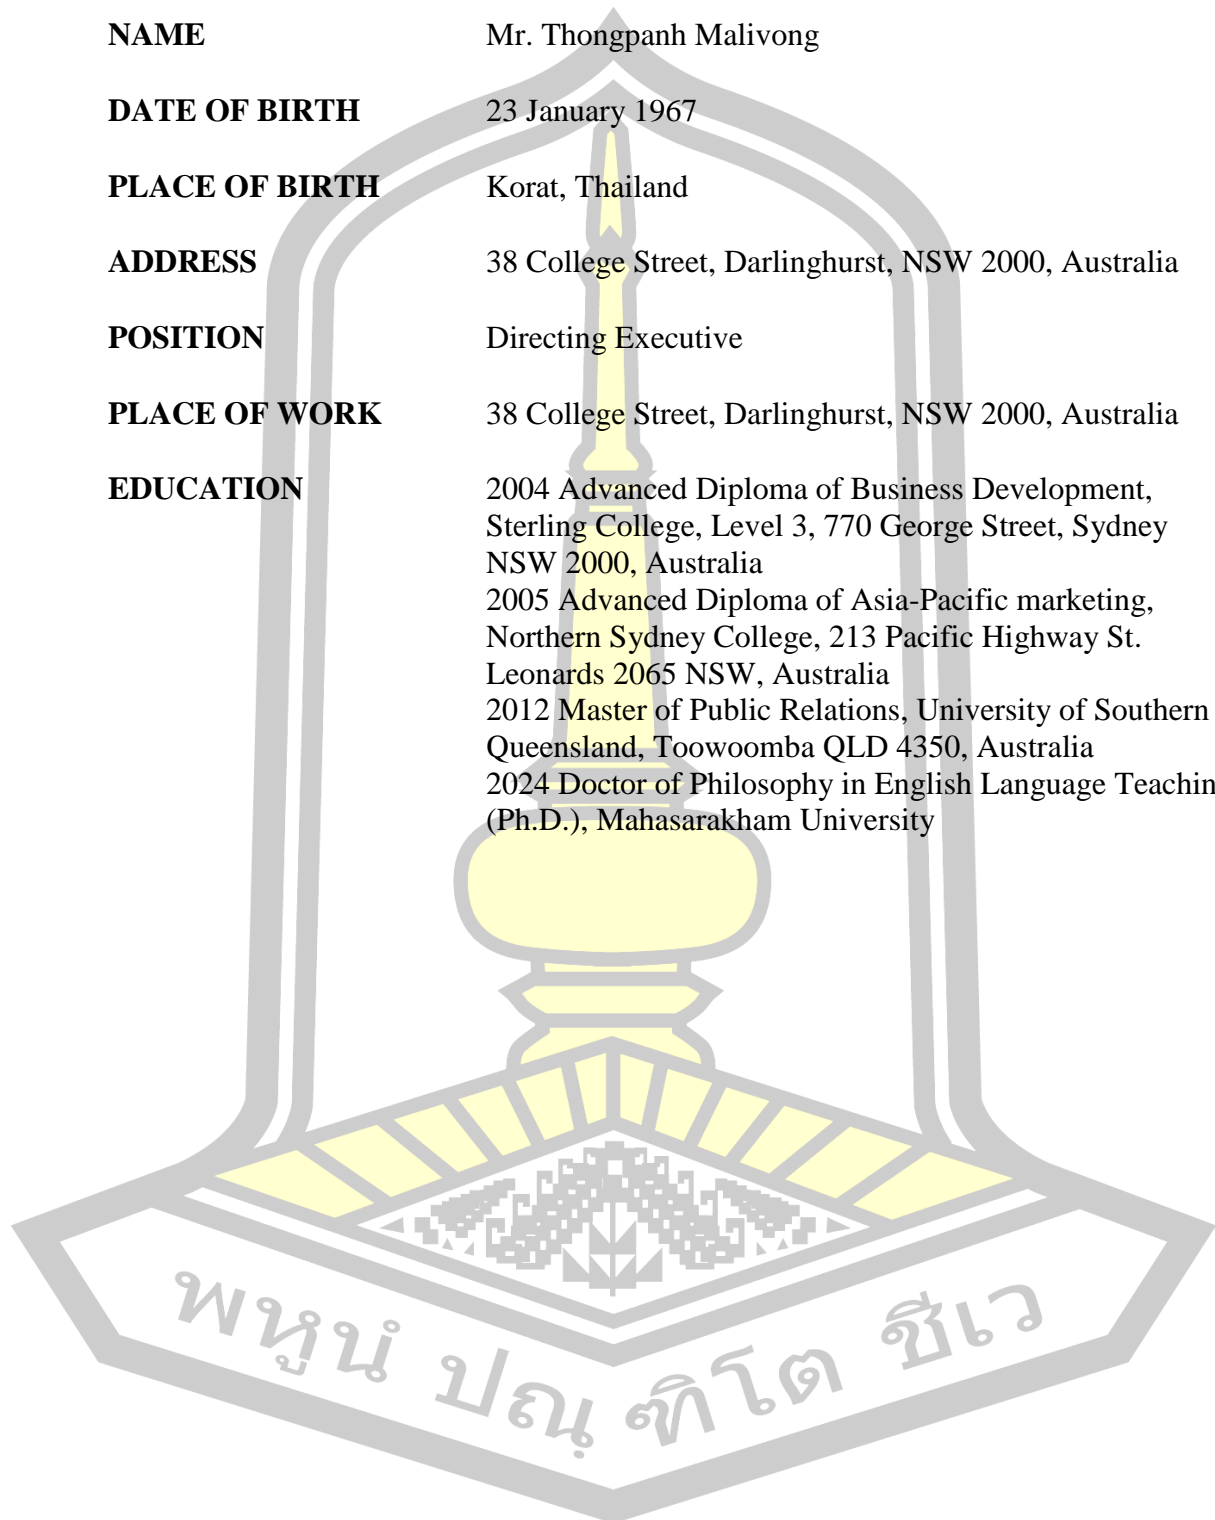 NAME Mr. Thongpanh Malivong
DATE OF BIRTH 23 January 1967
PLACE OF BIRTH Korat, Thailand
ADDRESS 38 College Street, Darlinghurst, NSW 2000, Australia
POSITION Directing Executive
PLACE OF WORK 38 College Street, Darlinghurst, NSW 2000, Australia
EDUCATION 2004 Advanced Diploma of Business Development,
Sterling College, Level 3, 770 George Street, Sydney
NSW 2000, Australia
2005 Advanced Diploma of Asia-Pacific marketing,
Northern Sydney College, 213 Pacific Highway St.
Leonards 2065 NSW, Australia
2012 Master of Public Relations, University of Southern
Queensland, Toowoomba QLD 4350, Australia
2024 Doctor of Philosophy in English Language Teachin
(Ph.D.), Mahasarakham University
พหูนํ ปณฺ ฑิโต ชีเว